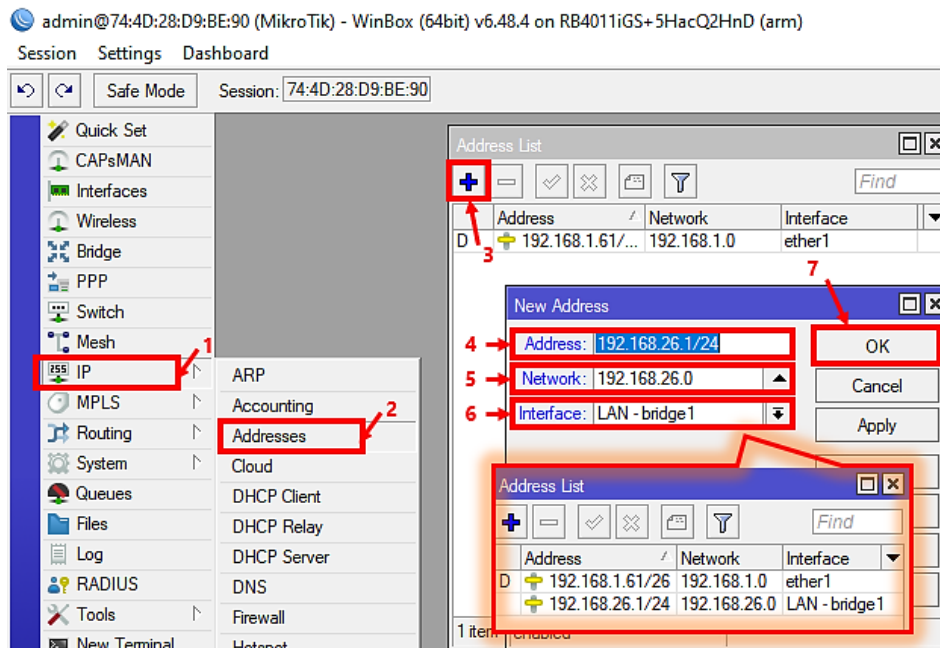 admin@74:4D:28:D9:BE:90 (MikroTik) - WinBox (64bit) v6.48.4 on RB4011iGS+5HacQ2HnD (arm)
Session Settings Dashboard
Safe Mode Session: 74:4D:28:D9:BE:90
Quick Set
CAPsMAN
Interfaces
Wireless
Bridge
PPP
Switch
Mesh
IP
MPLS
Routing
System
Queues
Files
Log
RADIUS
Tools
New Terminal
1
255
ARP
Accounting
2
Addresses
Cloud
DHCP Client
DHCP Relay
DHCP Server
DNS
Firewall
Hotspot
Address List
Find
3
Address Network Interface
D 192.168.1.61/... 192.168.1.0 ether1
7
New Address
4 Address: 192.168.26.1/24 OK
5 Network: 192.168.26.0 Cancel
6 Interface: LAN - bridge1 Apply
Address List
Find
Address Network Interface
D 192.168.1.61/26 192.168.1.0 ether1
192.168.26.1/24 192.168.26.0 LAN - bridge1
1 item enabled